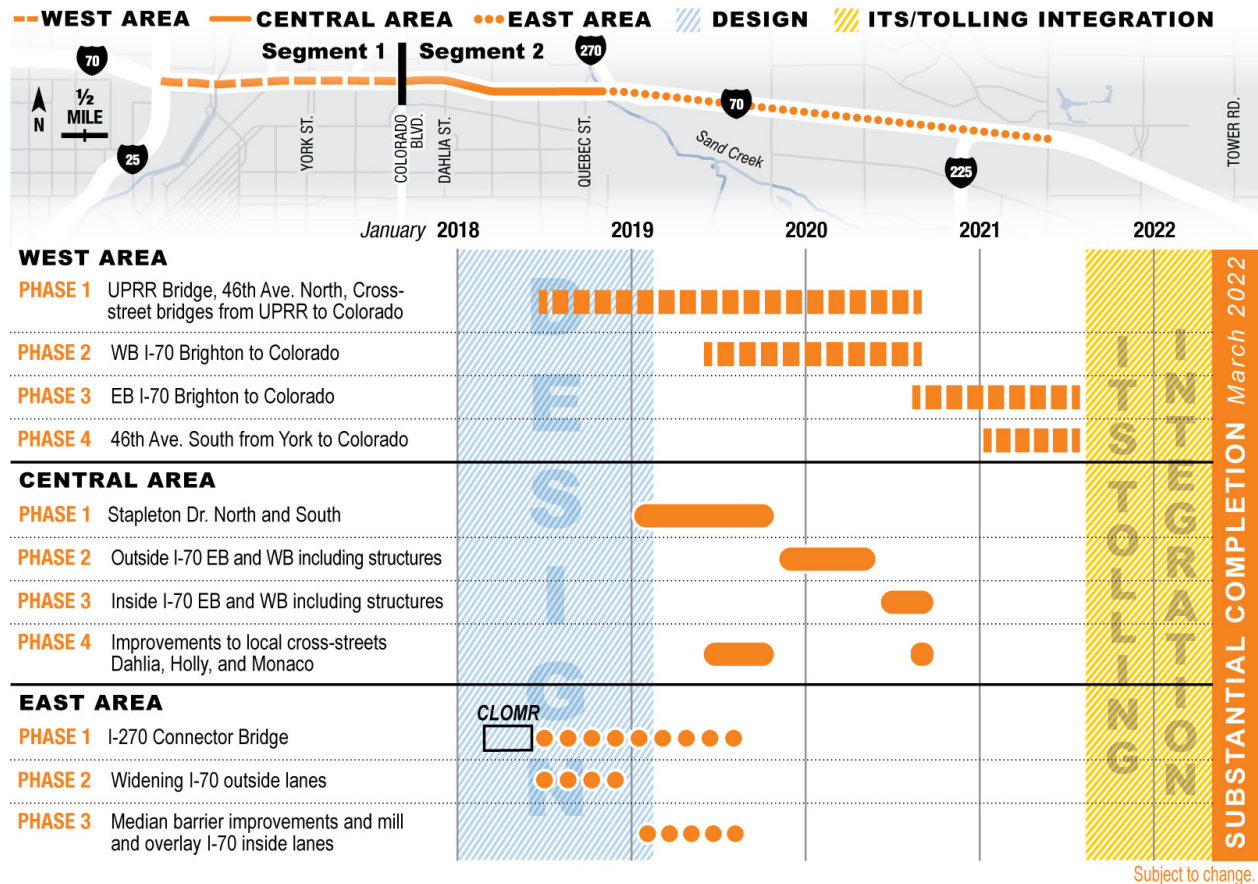 WEST AREA CENTRAL AREA EAST AREA DESIGN ITS/TOLLING INTEGRATION
Segment 1 Segment 2
270
70
½
MILE
N
25
YORK ST.
COLORADO
BLVD.
DAHLIA ST.
QUEBEC ST.
Sand Creek
70
225
TOWER RD.
January 2018 2019 2020 2021 2022
WEST AREA
PHASE 1 UPRR Bridge, 46th Ave. North, Cross-
street bridges from UPRR to Colorado
PHASE 2 WB I-70 Brighton to Colorado
PHASE 3 EB I-70 Brighton to Colorado
PHASE 4 46th Ave. South from York to Colorado
CENTRAL AREA
PHASE 1 Stapleton Dr. North and South
PHASE 2 Outside I-70 EB and WB including structures
PHASE 3 Inside I-70 EB and WB including structures
PHASE 4 Improvements to local cross-streets
Dahlia, Holly, and Monaco
EAST AREA
CLOMR
PHASE 1 I-270 Connector Bridge
PHASE 2 Widening I-70 outside lanes
PHASE 3 Median barrier improvements and mill
and overlay I-70 inside lanes
DESIGN
ITS TOLLING
INTEGRATION
SUBSTANTIAL COMPLETION March 2022
Subject to change.